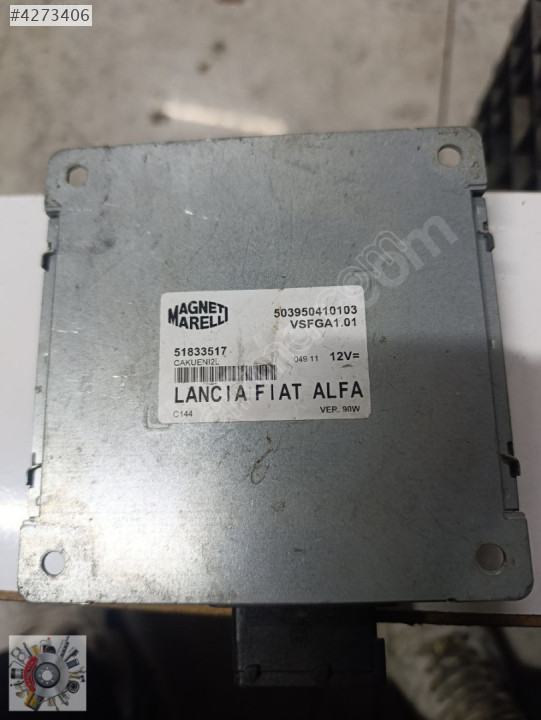 #4273406
MAGNETI MARELLI
503950410103
VSFGA1.01
51833517
CAKUENI2L
049 11 12V=
LANCIA FIAT ALFA
C144 VER. 90W